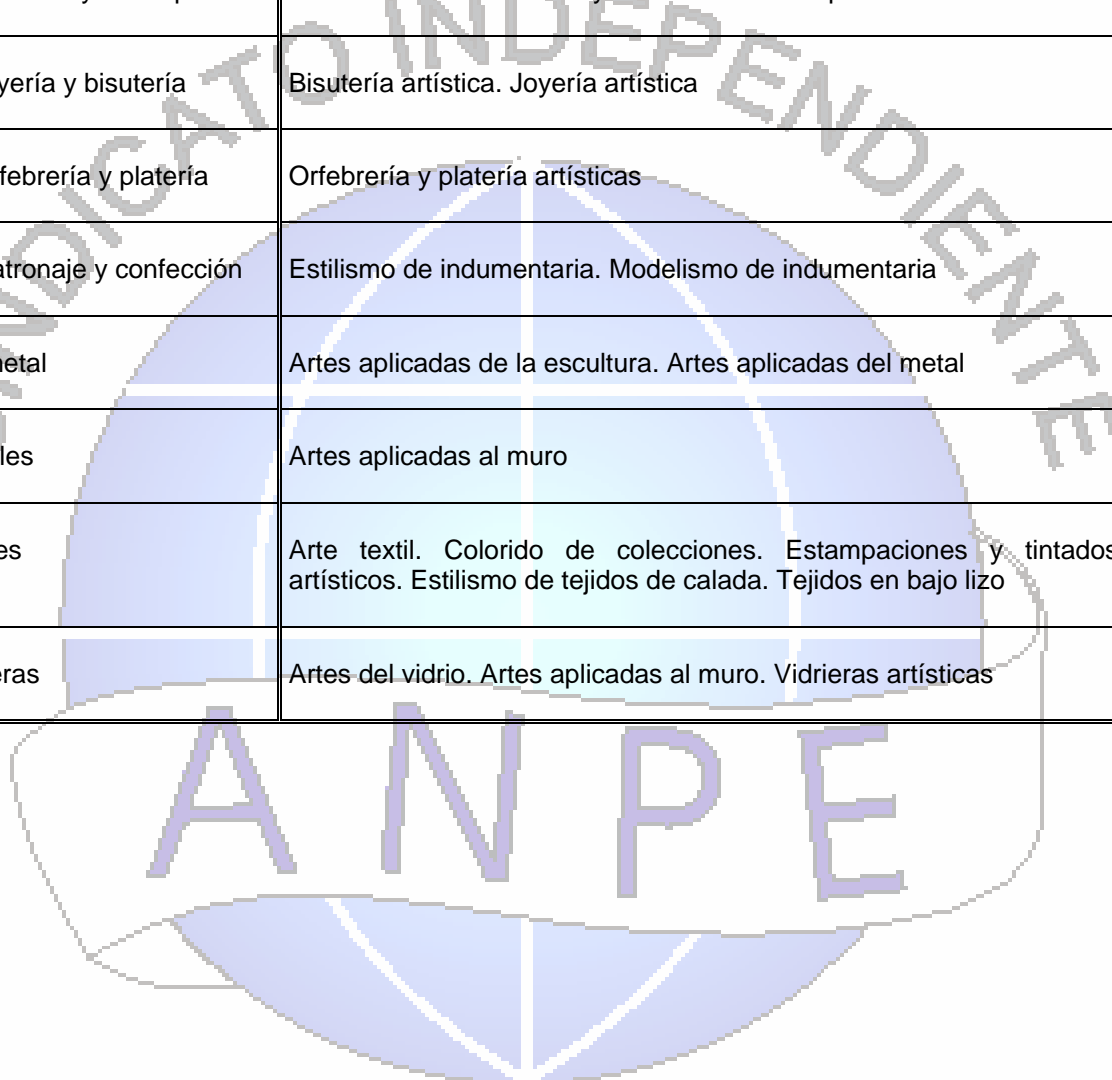 yería y bisutería Bisutería artística. Joyería artística
febrería y platería Orfebrería y platería artísticas
atronaje y confección Estilismo de indumentaria. Modelismo de indumentaria
etal Artes aplicadas de la escultura. Artes aplicadas del metal
les Artes aplicadas al muro
es Arte textil. Colorido de colecciones. Estampaciones y tintados
artísticos. Estilismo de tejidos de calada. Tejidos en bajo lizo
eras Artes del vidrio. Artes aplicadas al muro. Vidrieras artísticas
INDICATO INDEPENDIENTE
ANPE